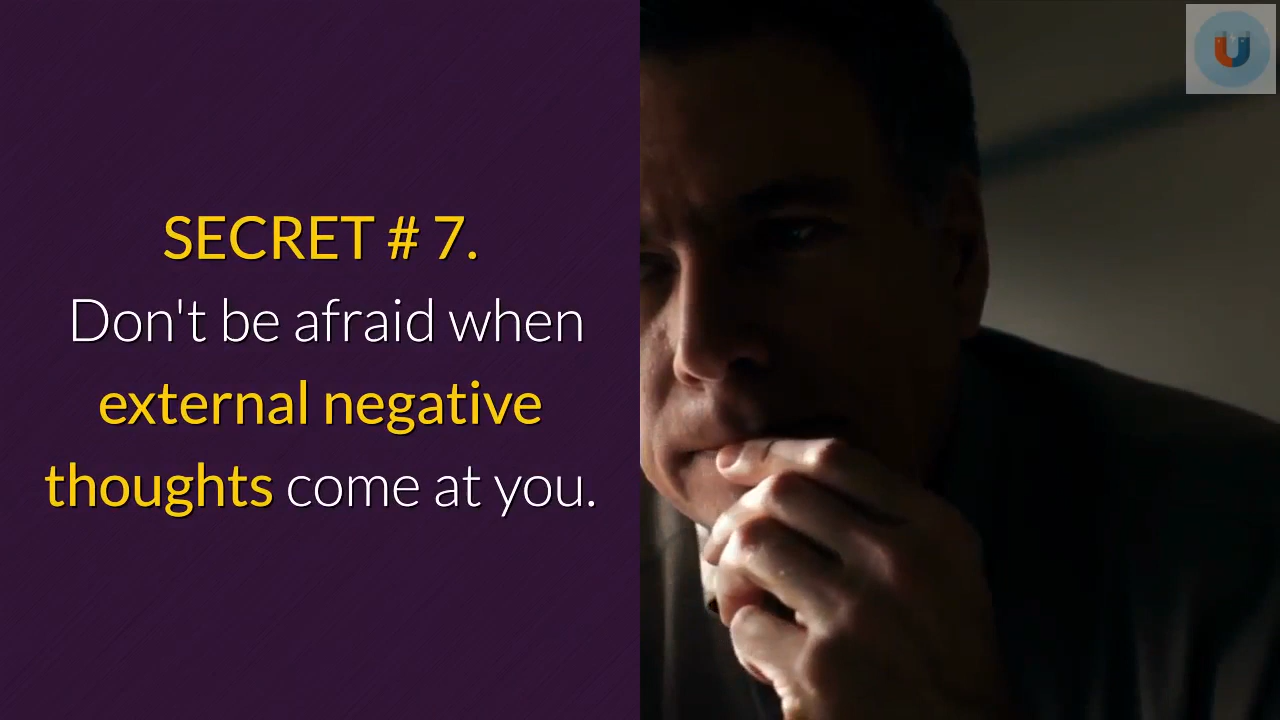 SECRET # 7.
Don't be afraid when
external negative
thoughts come at you.